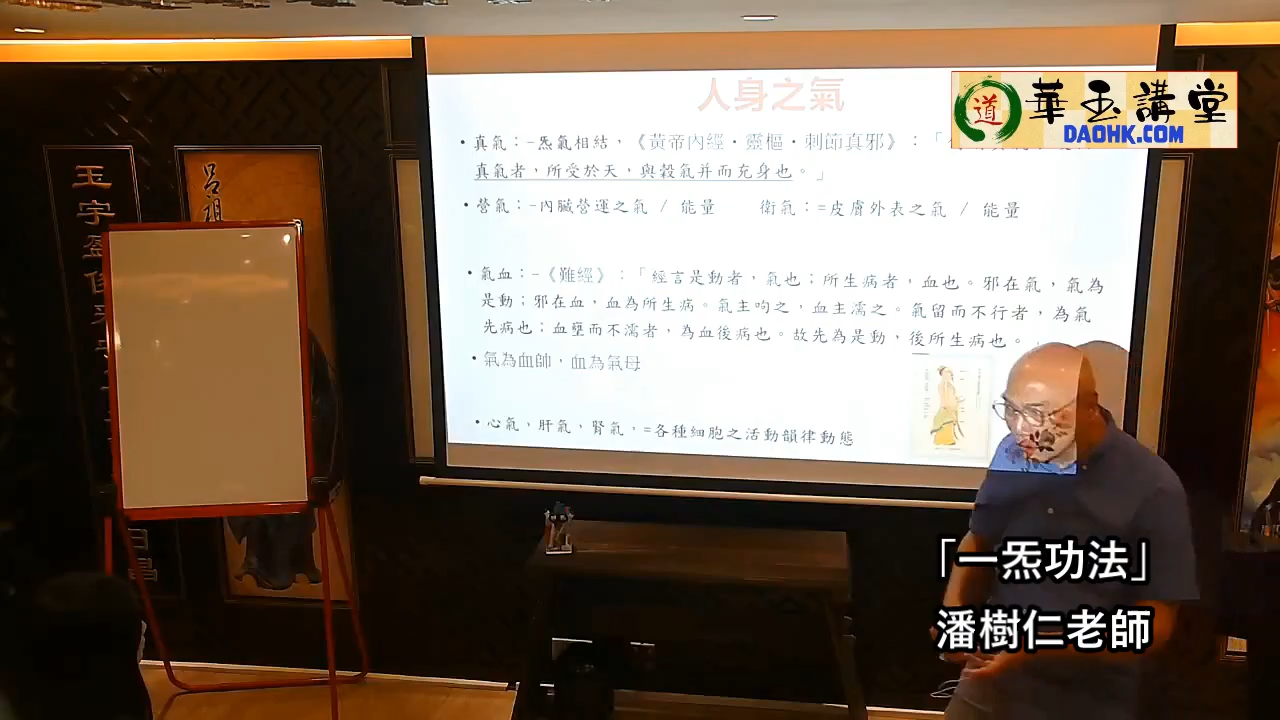 人身之氣
道
華玉講堂
DAOHK.COM
• 真氣：-炁氣相結，《黃帝內經・靈樞・刺節真邪》：「
真氣者，所受於天，與穀氣并而充身也。」
• 營氣：-內臟營運之氣 / 能量 衛氣：=皮膚外表之氣 / 能量
• 氣血：-《難經》：「經言是動者，氣也；所生病者，血也。邪在氣，氣為
是動；邪在血，血為所生病。氣主呴之，血主濡之。氣留而不行者，為氣
先病也；血壅而不濡者，為血後病也。故先為是動，後所生病也。」
• 氣為血帥，血為氣母
• 心氣，肝氣，腎氣，=各種細胞之活動韻律動態
玉宇
呂祖
「一炁功法」
潘樹仁老師